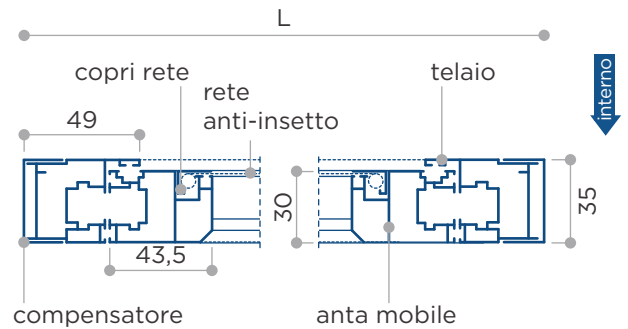 L
copri rete
telaio
rete
anti-insetto
interno
49
30
35
43,5
compensatore
anta mobile